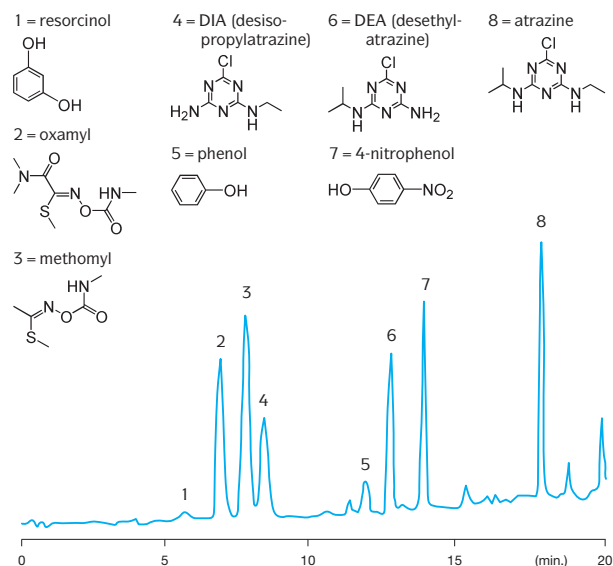 1 = resorcinol
OH
OH
2 = oxamyl
O
N
N
HN
S
O
O
3 = methomyl
HN
N
O
O
S
4 = DIA (desiso-
propylatrazine)
Cl
N
N
H2N
N
N
H
5 = phenol
OH
6 = DEA (desethyl-
atrazine)
Cl
N
N
N
N
NH2
H
7 = 4-nitrophenol
HO
NO2
8 = atrazine
Cl
N
N
N
N
N
H
H
1
2
3
4
5
6
7
8
0
5
10
15
(min.)
20